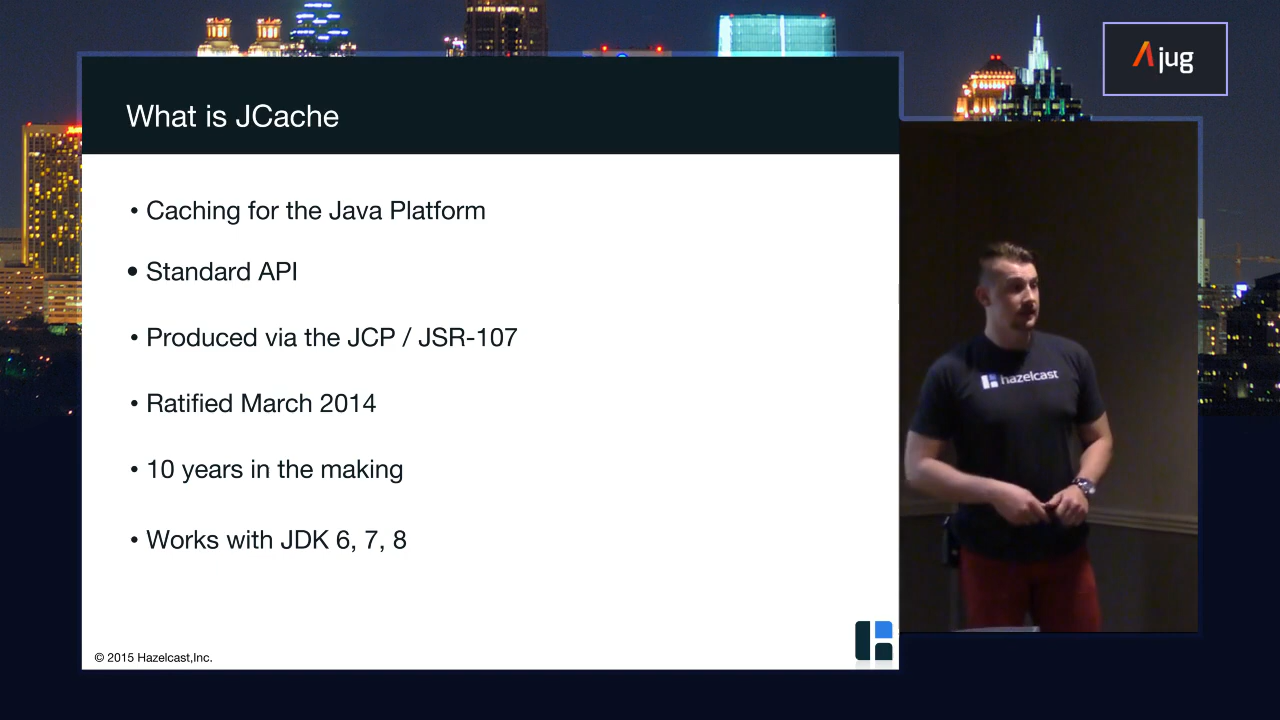 jug
What is JCache
• Caching for the Java Platform
• Standard API
• Produced via the JCP / JSR-107
• Ratified March 2014
• 10 years in the making
• Works with JDK 6, 7, 8
hazelcast
© 2015 Hazelcast,Inc.